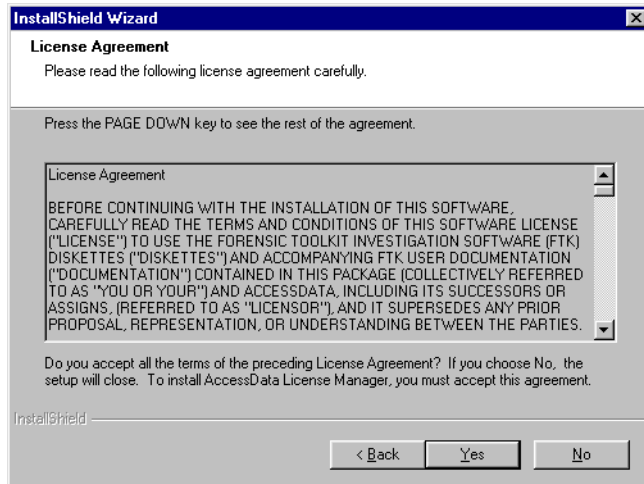 InstallShield Wizard
License Agreement
Please read the following license agreement carefully.
Press the PAGE DOWN key to see the rest of the agreement.
License Agreement
BEFORE CONTINUING WITH THE INSTALLATION OF THIS SOFTWARE,
CAREFULLY READ THE TERMS AND CONDITIONS OF THIS SOFTWARE LICENSE
("LICENSE") TO USE THE FORENSIC TOOLKIT INVESTIGATION SOFTWARE (FTK)
DISKETTES ("DISKETTES") AND ACCOMPANYING FTK USER DOCUMENTATION
("DOCUMENTATION") CONTAINED IN THIS PACKAGE (COLLECTIVELY REFERRED
TO AS "YOU OR YOUR") AND ACCESSDATA, INCLUDING ITS SUCCESSORS OR
ASSIGNS, (REFERRED TO AS "LICENSOR"), AND IT SUPERSEDES ANY PRIOR
PROPOSAL, REPRESENTATION, OR UNDERSTANDING BETWEEN THE PARTIES.
Do you accept all the terms of the preceding License Agreement? If you choose No, the
setup will close. To install AccessData License Manager, you must accept this agreement.
InstallShield
< Back Yes No